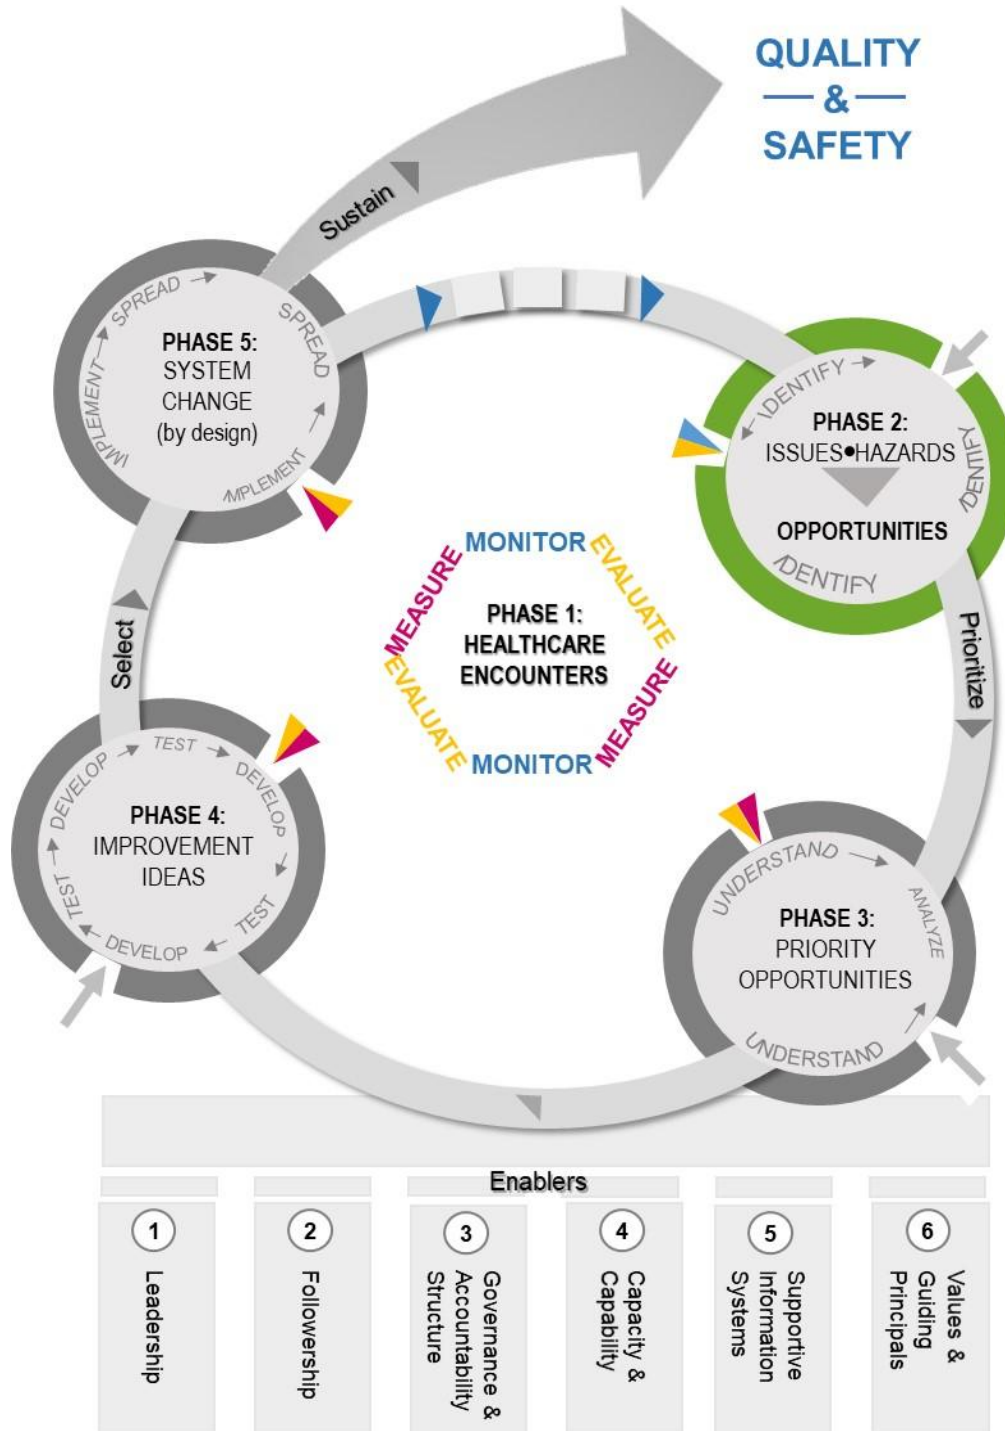 QUALITY
&
SAFETY
Sustain
SPREAD
SPREAD
IMPLEMENT
IMPLEMENT
PHASE 5:
SYSTEM
CHANGE
(by design)
IDENTIFY
IDENTIFY
IDENTIFY
PHASE 2:
ISSUES•HAZARDS
OPPORTUNITIES
Prioritize
MONITOR
EVALUATE
MEASURE
MONITOR
EVALUATE
MEASURE
PHASE 1:
HEALTHCARE
ENCOUNTERS
Select
TEST
DEVELOP
TEST
DEVELOP
TEST
DEVELOP
PHASE 4:
IMPROVEMENT
IDEAS
UNDERSTAND
ANALYZE
UNDERSTAND
PHASE 3:
PRIORITY
OPPORTUNITIES
Enablers
1
Leadership
2
Followership
3
Governance &
Accountability
Structure
4
Capacity &
Capability
5
Supportive
Information
Systems
6
Values &
Guiding
Principals